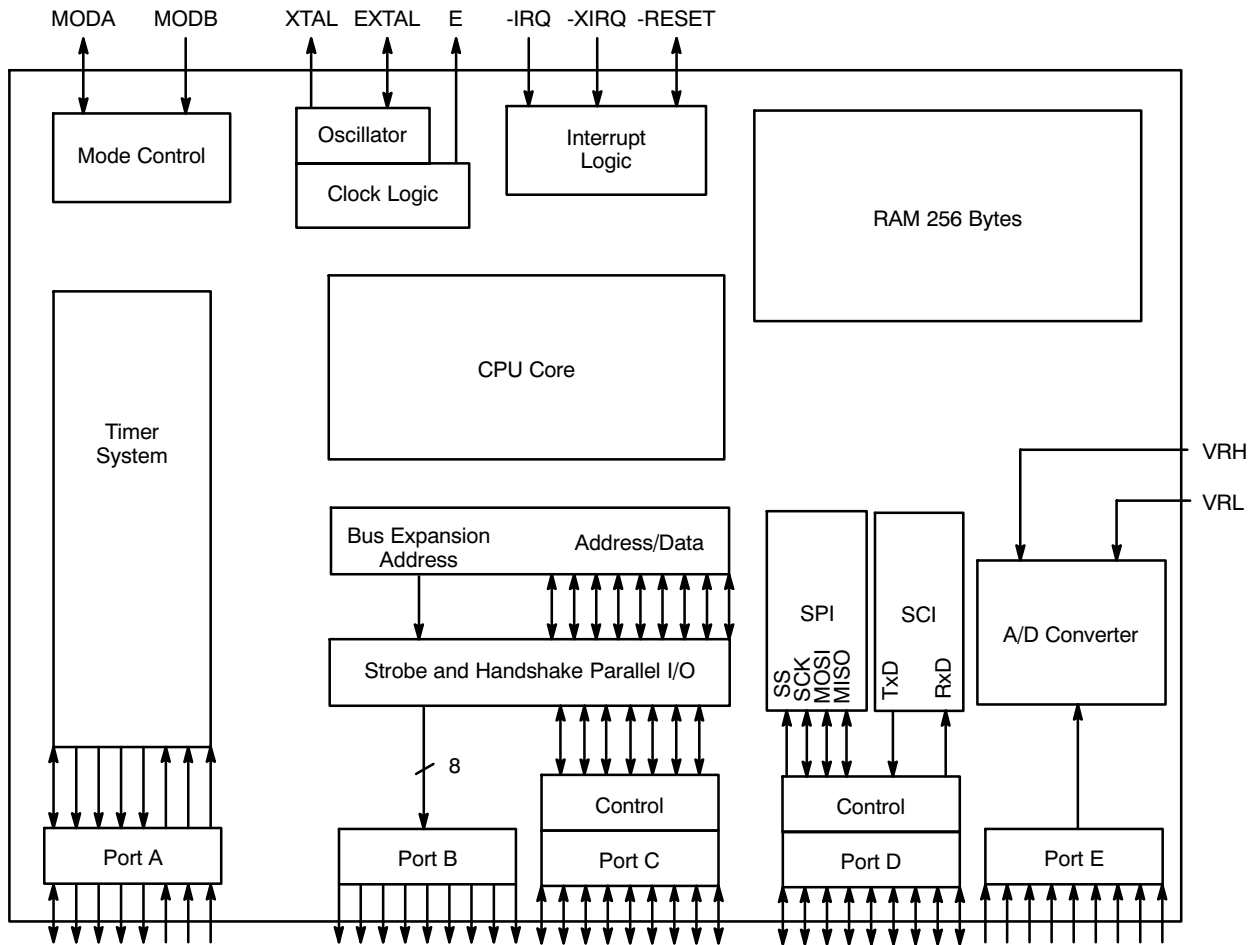 MODA MODB XTAL EXTAL E -IRQ -XIRQ -RESET
Mode Control
Oscillator
Clock Logic
Interrupt
Logic
RAM 256 Bytes
CPU Core
Timer
System
VRH
VRL
Bus Expansion
Address
Address/Data
Strobe and Handshake Parallel I/O
SPI
SS
SCK
MOSI
MISO
SCI
TxD
RxD
A/D Converter
8
Control
Control
Port A
Port B
Port C
Port D
Port E